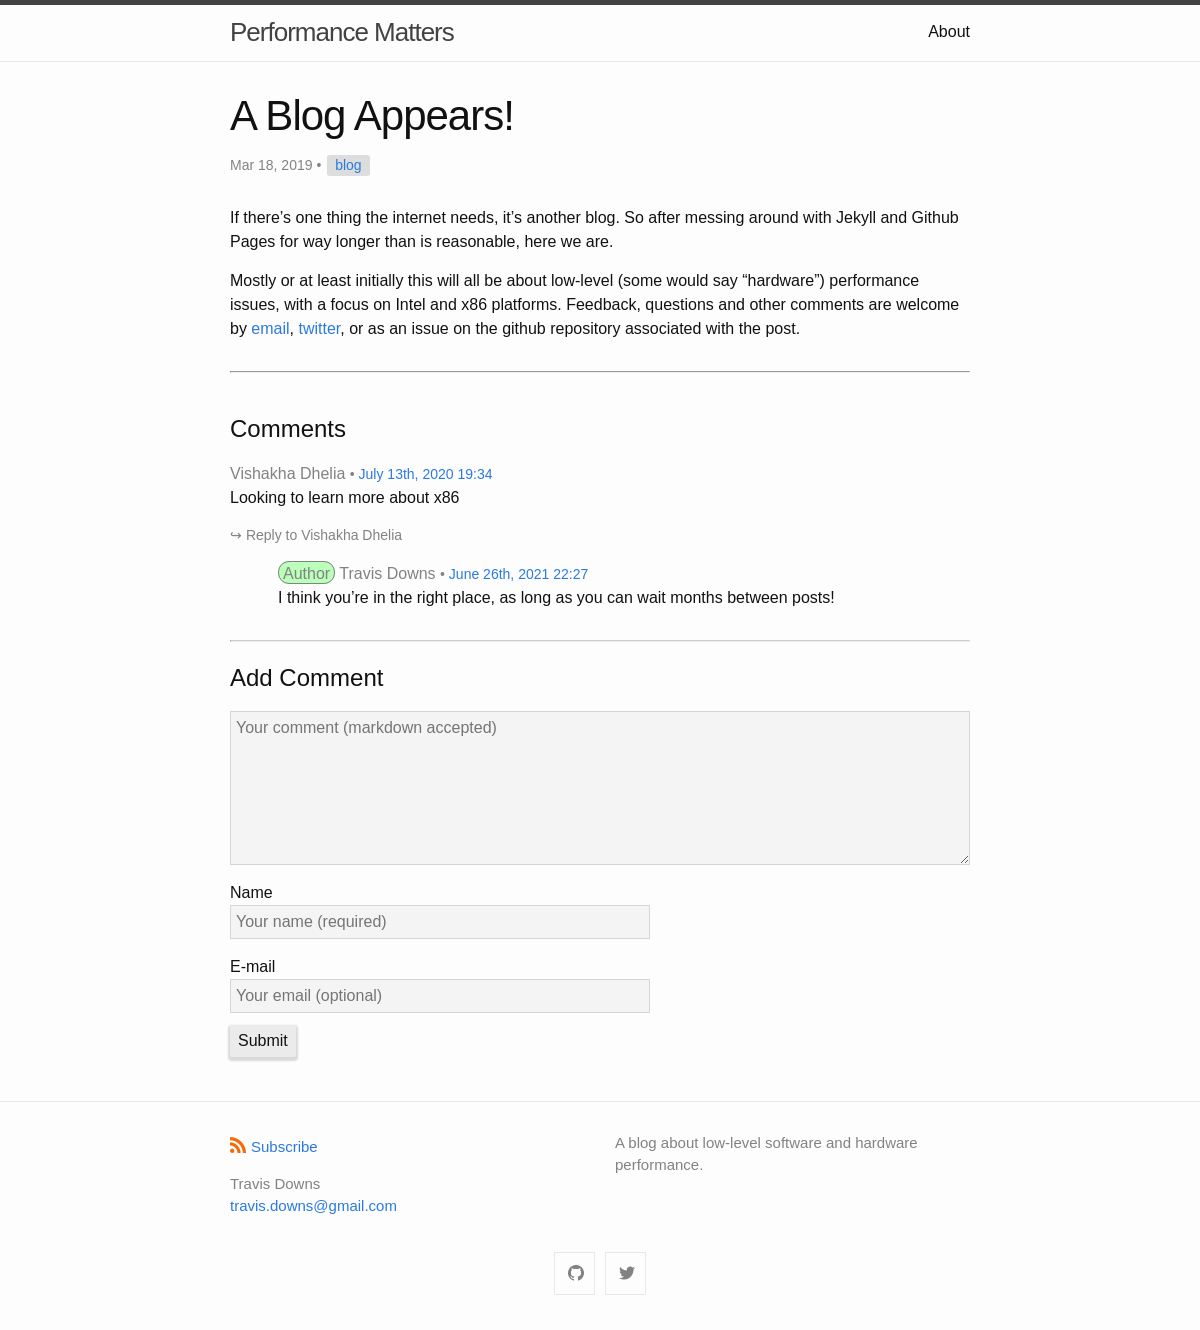 Performance Matters
About
A Blog Appears!
Mar 18, 2019 • blog
If there’s one thing the internet needs, it’s another blog. So after messing around with Jekyll and Github
Pages for way longer than is reasonable, here we are.
Mostly or at least initially this will all be about low-level (some would say “hardware”) performance
issues, with a focus on Intel and x86 platforms. Feedback, questions and other comments are welcome
by email, twitter, or as an issue on the github repository associated with the post.
Comments
Vishakha Dhelia • July 13th, 2020 19:34
Looking to learn more about x86
↪ Reply to Vishakha Dhelia
Author Travis Downs • June 26th, 2021 22:27
I think you’re in the right place, as long as you can wait months between posts!
Add Comment
Your comment (markdown accepted)
Name
Your name (required)
E-mail
Your email (optional)
Submit
Subscribe
Travis Downs
travis.downs@gmail.com
A blog about low-level software and hardware
performance.